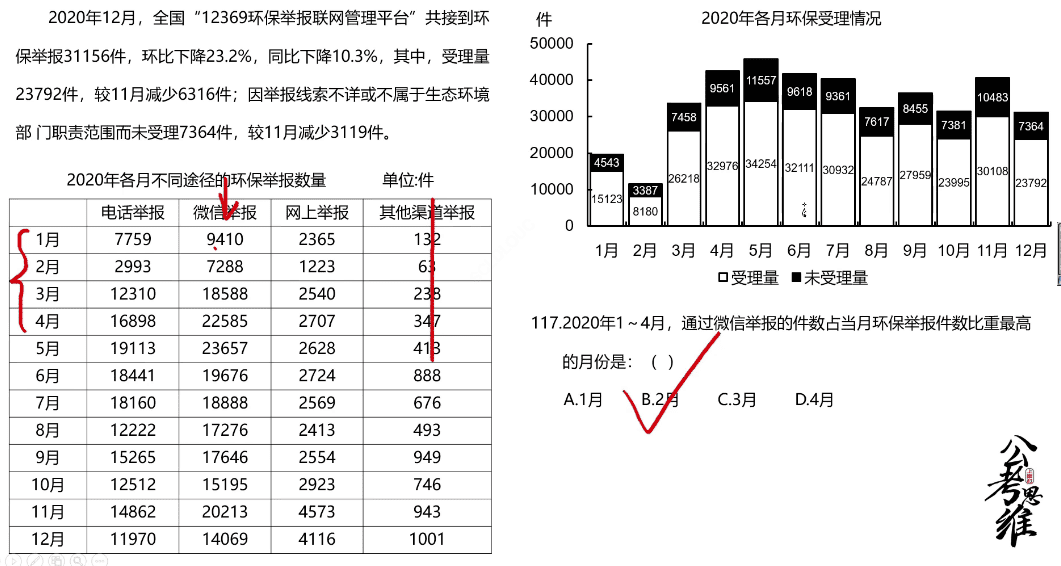 2020年12月，全国“12369环保举报联网管理平台”共接到环
保举报31156件，环比下降23.2%，同比下降10.3%，其中，受理量
23792件，较11月减少6316件；因举报线索不详或不属于生态环境
部 门职责范围而未受理7364件，较11月减少3119件。
2020年各月不同途径的环保举报数量 单位:件
电话举报 微信举报 网上举报 其他渠道举报
1月 7759 9410 2365 132
2月 2993 7288 1223 63
3月 12310 18588 2540 238
4月 16898 22585 2707 347
5月 19113 23657 2628 413
6月 18441 19676 2724 888
7月 18160 18888 2569 676
8月 12222 17276 2413 493
9月 15265 17646 2554 949
10月 12512 15195 2923 746
11月 14862 20213 4573 943
12月 11970 14069 4116 1001
件 2020年各月环保受理情况
50000
40000
30000
20000
10000
0
4543 3387 7458 9561 11557 9618 9361 7617 8455 7381 10483 7364
15123 8180 26218 32976 34254 32111 30932 24787 27959 23995 30108 23792
1月 2月 3月 4月 5月 6月 7月 8月 9月 10月 11月 12月
受理量 未受理量
117.2020年1～4月，通过微信举报的件数占当月环保举报件数比重最高
的月份是：（ ）
A.1月 B.2月 C.3月 D.4月
公考思维